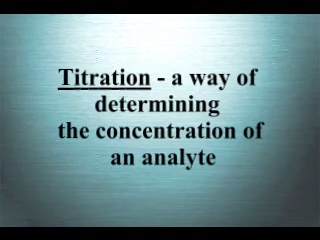 Titration - a way of
determining
the concentration of
an analyte